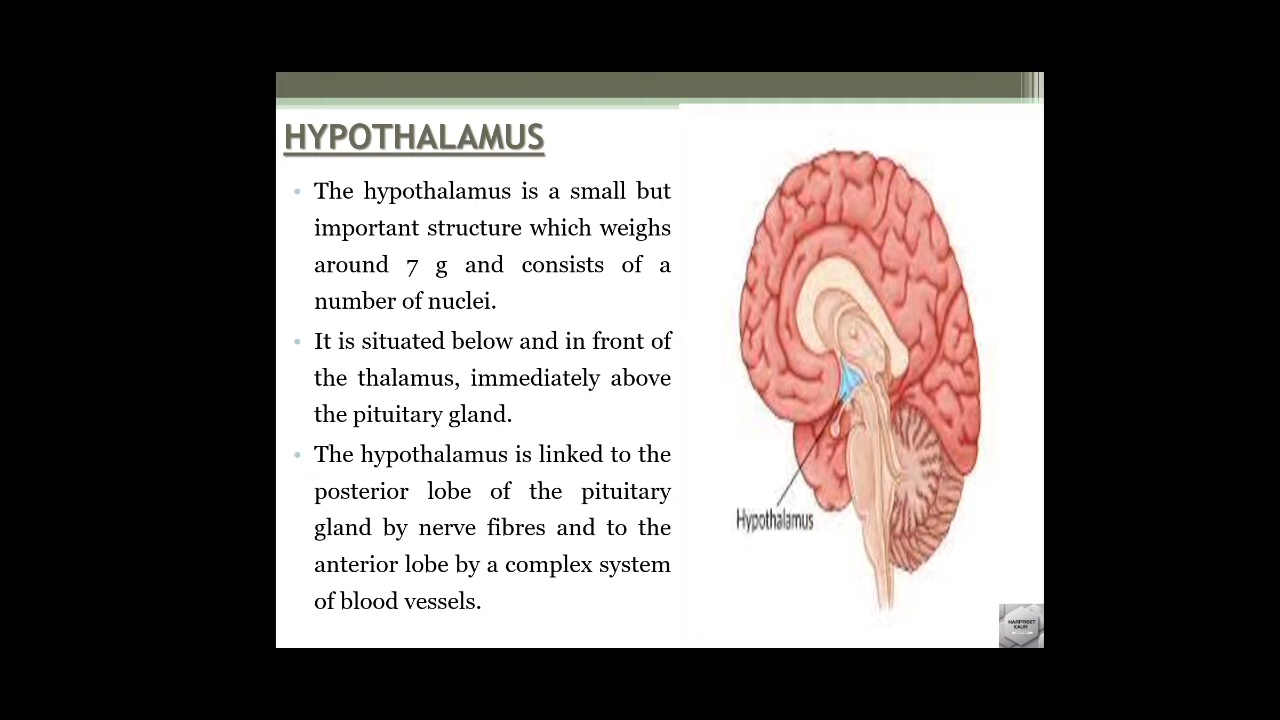 HYPOTHALAMUS
• The hypothalamus is a small but
important structure which weighs
around 7 g and consists of a
number of nuclei.
• It is situated below and in front of
the thalamus, immediately above
the pituitary gland.
• The hypothalamus is linked to the
posterior lobe of the pituitary
gland by nerve fibres and to the
anterior lobe by a complex system
of blood vessels.
Hypothalamus
HARPREET
KAUR